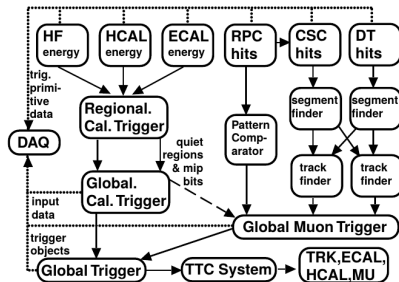 HF
energy
HCAL
energy
ECAL
energy
RPC
hits
CSC
hits
DT
hits
trig.
primi-
tive
data
segment
finder
segment
finder
Regional.
Cal. Trigger
Pattern
Comp-
arator
DAQ
quiet
regions
& mip
bits
Global.
Cal. Trigger
track
finder
track
finder
input
data
Global Muon Trigger
trigger
objects
Global Trigger
TTC System
TRK,ECAL,
HCAL,MU